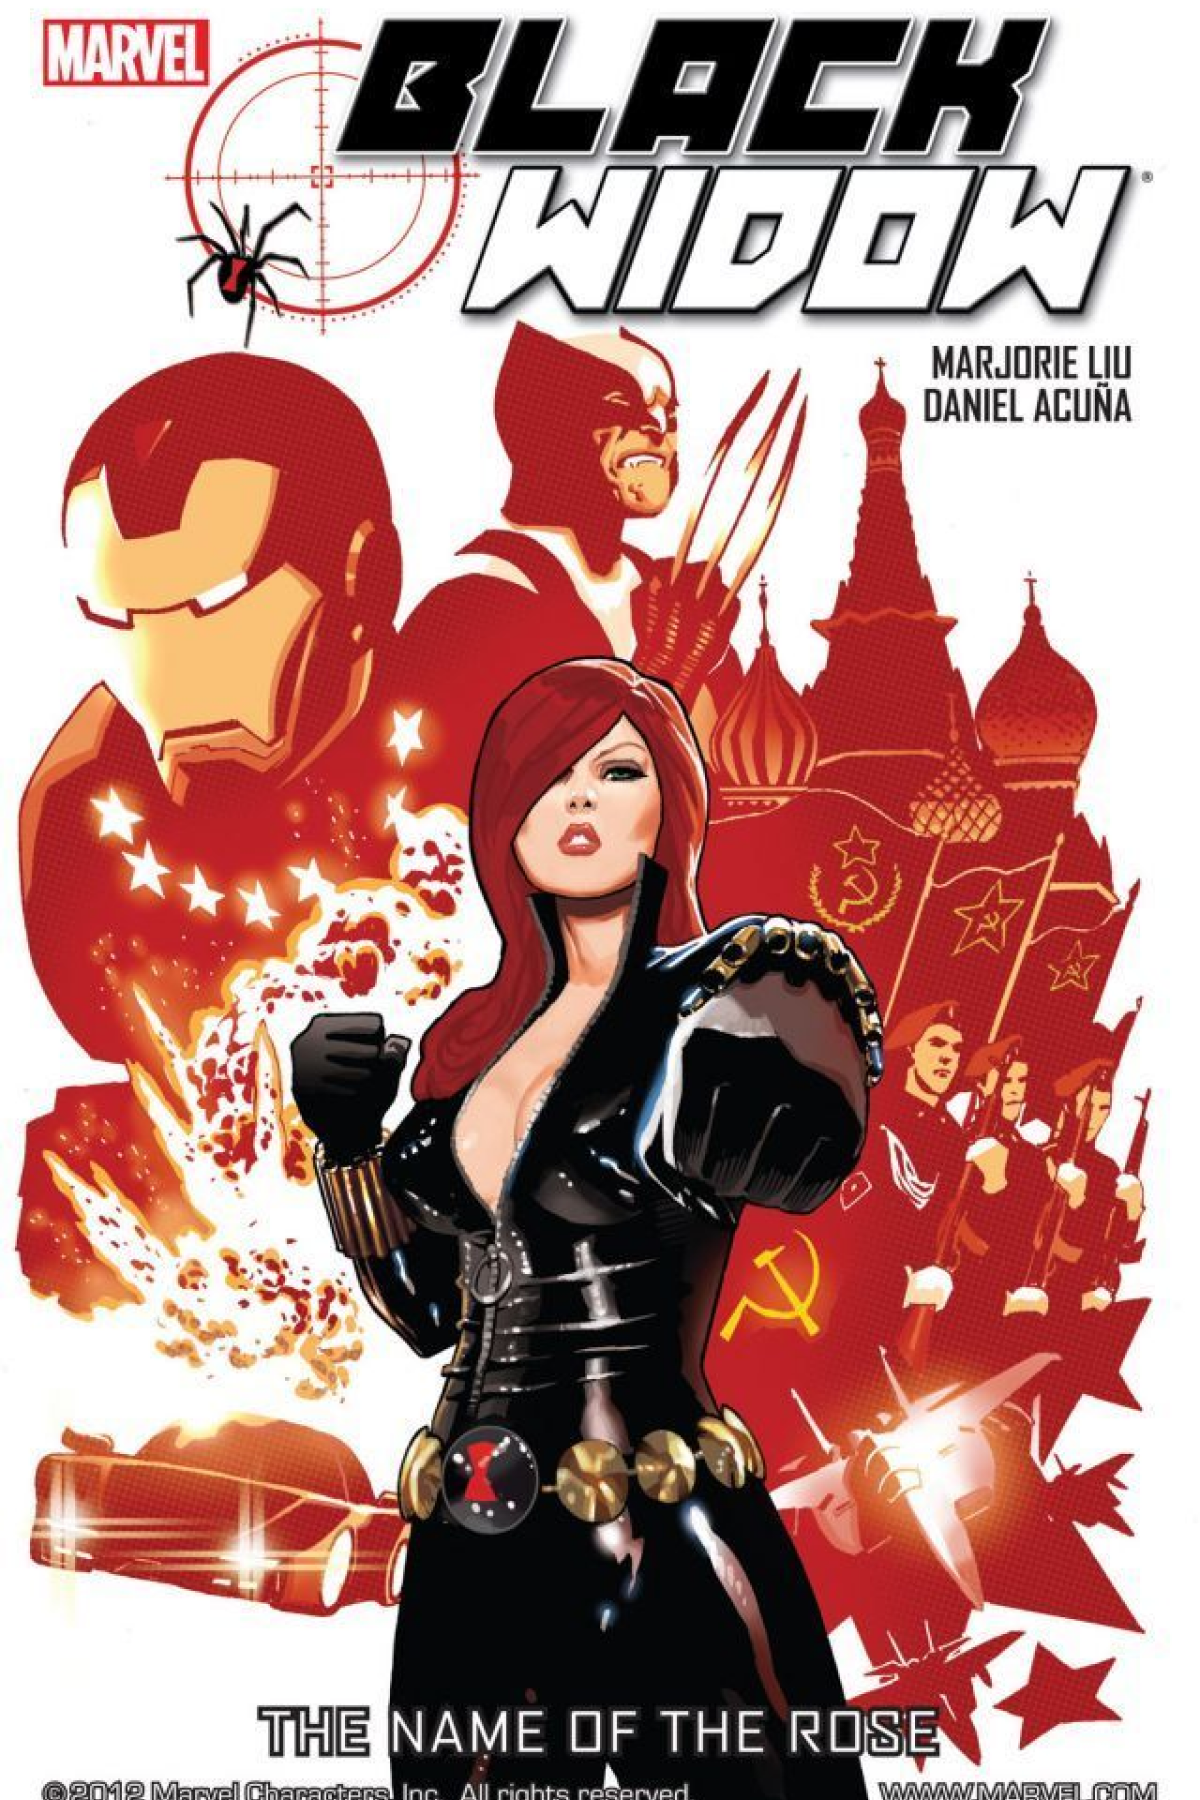 MARVEL
BLACK
WIDOW®
MARJORIE LIU
DANIEL ACUÑA
THE NAME OF THE ROSE
©2012 Marvel Characters, Inc. All rights reserved.
WWW.MARVEL.COM